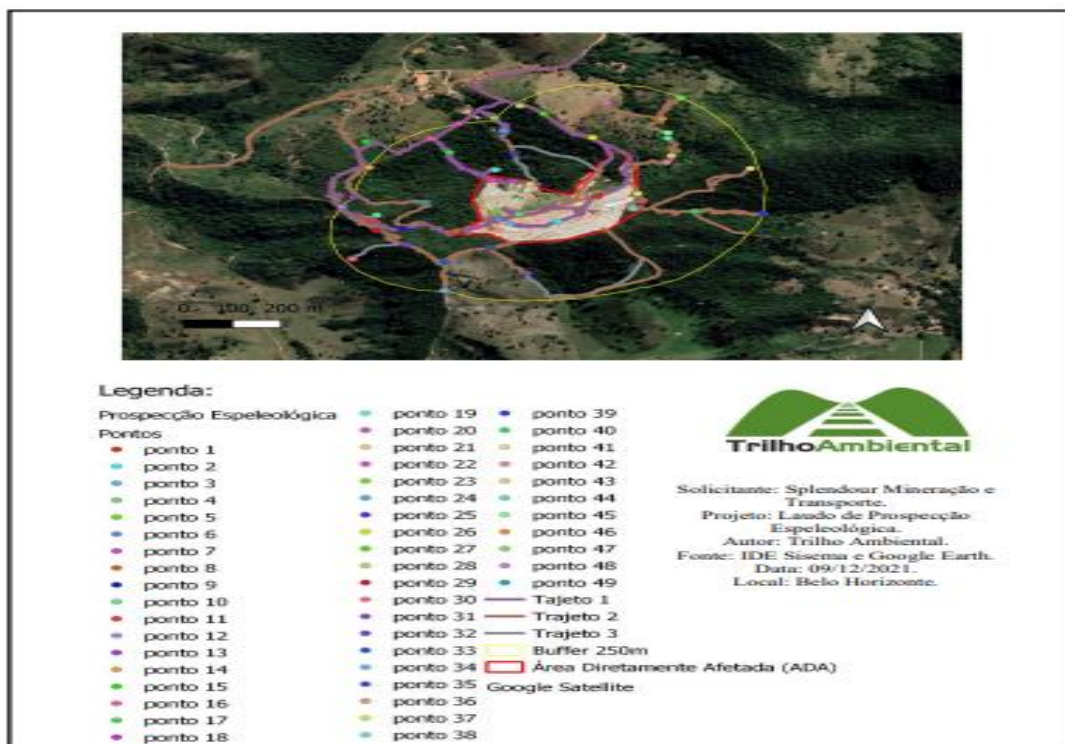 0 100 200 m
Legenda:
Prospecção Espeleológica
Pontos
ponto 1
ponto 2
ponto 3
ponto 4
ponto 5
ponto 6
ponto 7
ponto 8
ponto 9
ponto 10
ponto 11
ponto 12
ponto 13
ponto 14
ponto 15
ponto 16
ponto 17
ponto 18
ponto 19
ponto 20
ponto 21
ponto 22
ponto 23
ponto 24
ponto 25
ponto 26
ponto 27
ponto 28
ponto 29
ponto 30
ponto 31
ponto 32
ponto 33
ponto 34
ponto 35
ponto 36
ponto 37
ponto 38
ponto 39
ponto 40
ponto 41
ponto 42
ponto 43
ponto 44
ponto 45
ponto 46
ponto 47
ponto 48
ponto 49
Tajeto 1
Trajeto 2
Trajeto 3
Buffer 250m
Área Diretamente Afetada (ADA)
Google Satellite
TrilhoAmbiental
Solicitante: Splendour Mineração e
Transporte.
Projeto: Laudo de Prospecção
Espeleológica.
Autor: Trilho Ambiental.
Fonte: IDE Sisema e Google Earth.
Data: 09/12/2021.
Local: Belo Horizonte.